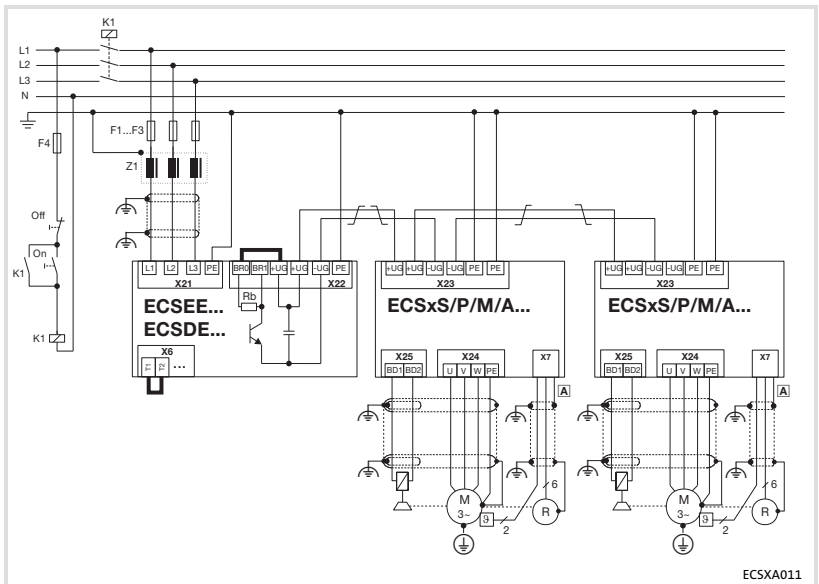 K1
L1
L2
L3
N
F1...F3
F4
Z1
Off
On
K1
K1
L1 L2 L3 PE
X21
BR0 BR1 +UG +UG -UG PE
X22
Rb
ECSEE...
ECSDE...
X6
T1 T2 ...
+UG +UG -UG -UG PE PE
X23
ECSxS/P/M/A...
X25
BD1 BD2
X24
U V W PE
X7
A
M
3~
ϑ
2
6
R
+UG +UG -UG -UG PE PE
X23
ECSxS/P/M/A...
X25
BD1 BD2
X24
U V W PE
X7
A
M
3~
ϑ
2
6
R
ECSXA011